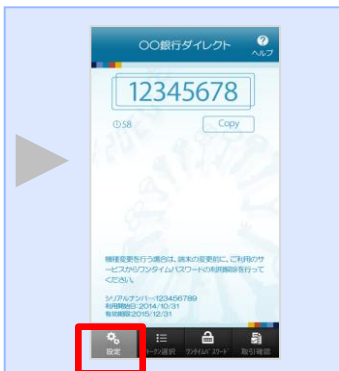 〇〇銀行ダイレクト
ヘルプ
12345678
58
Copy
機種変更を行う場合は、端末の変更前に、ご利用のサ
ービスからワンタイムパスワードの利用解除を行って
ください。
シリアルナンバー:123456789
利用開始日:2014/10/31
有効期限:2015/12/31
設定
トークン選択
ワンタイムパスワード
取引確認